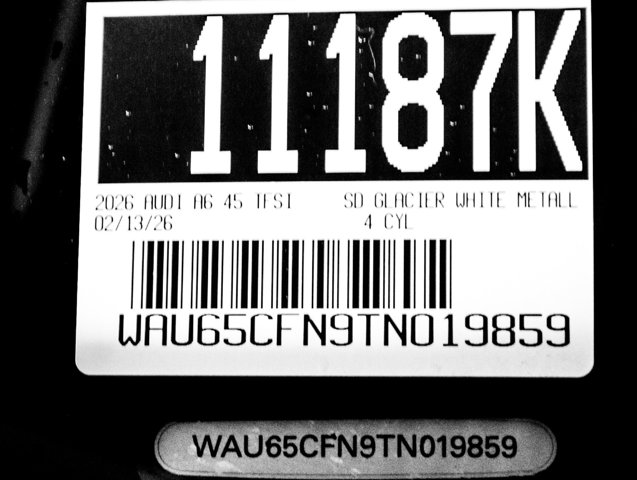 11187K
2026 AUDI A6 45 TFSI SD GLACIER WHITE METALL
02/13/26 4 CYL
WAU65CFN9TN019859
WAU65CFN9TN019859